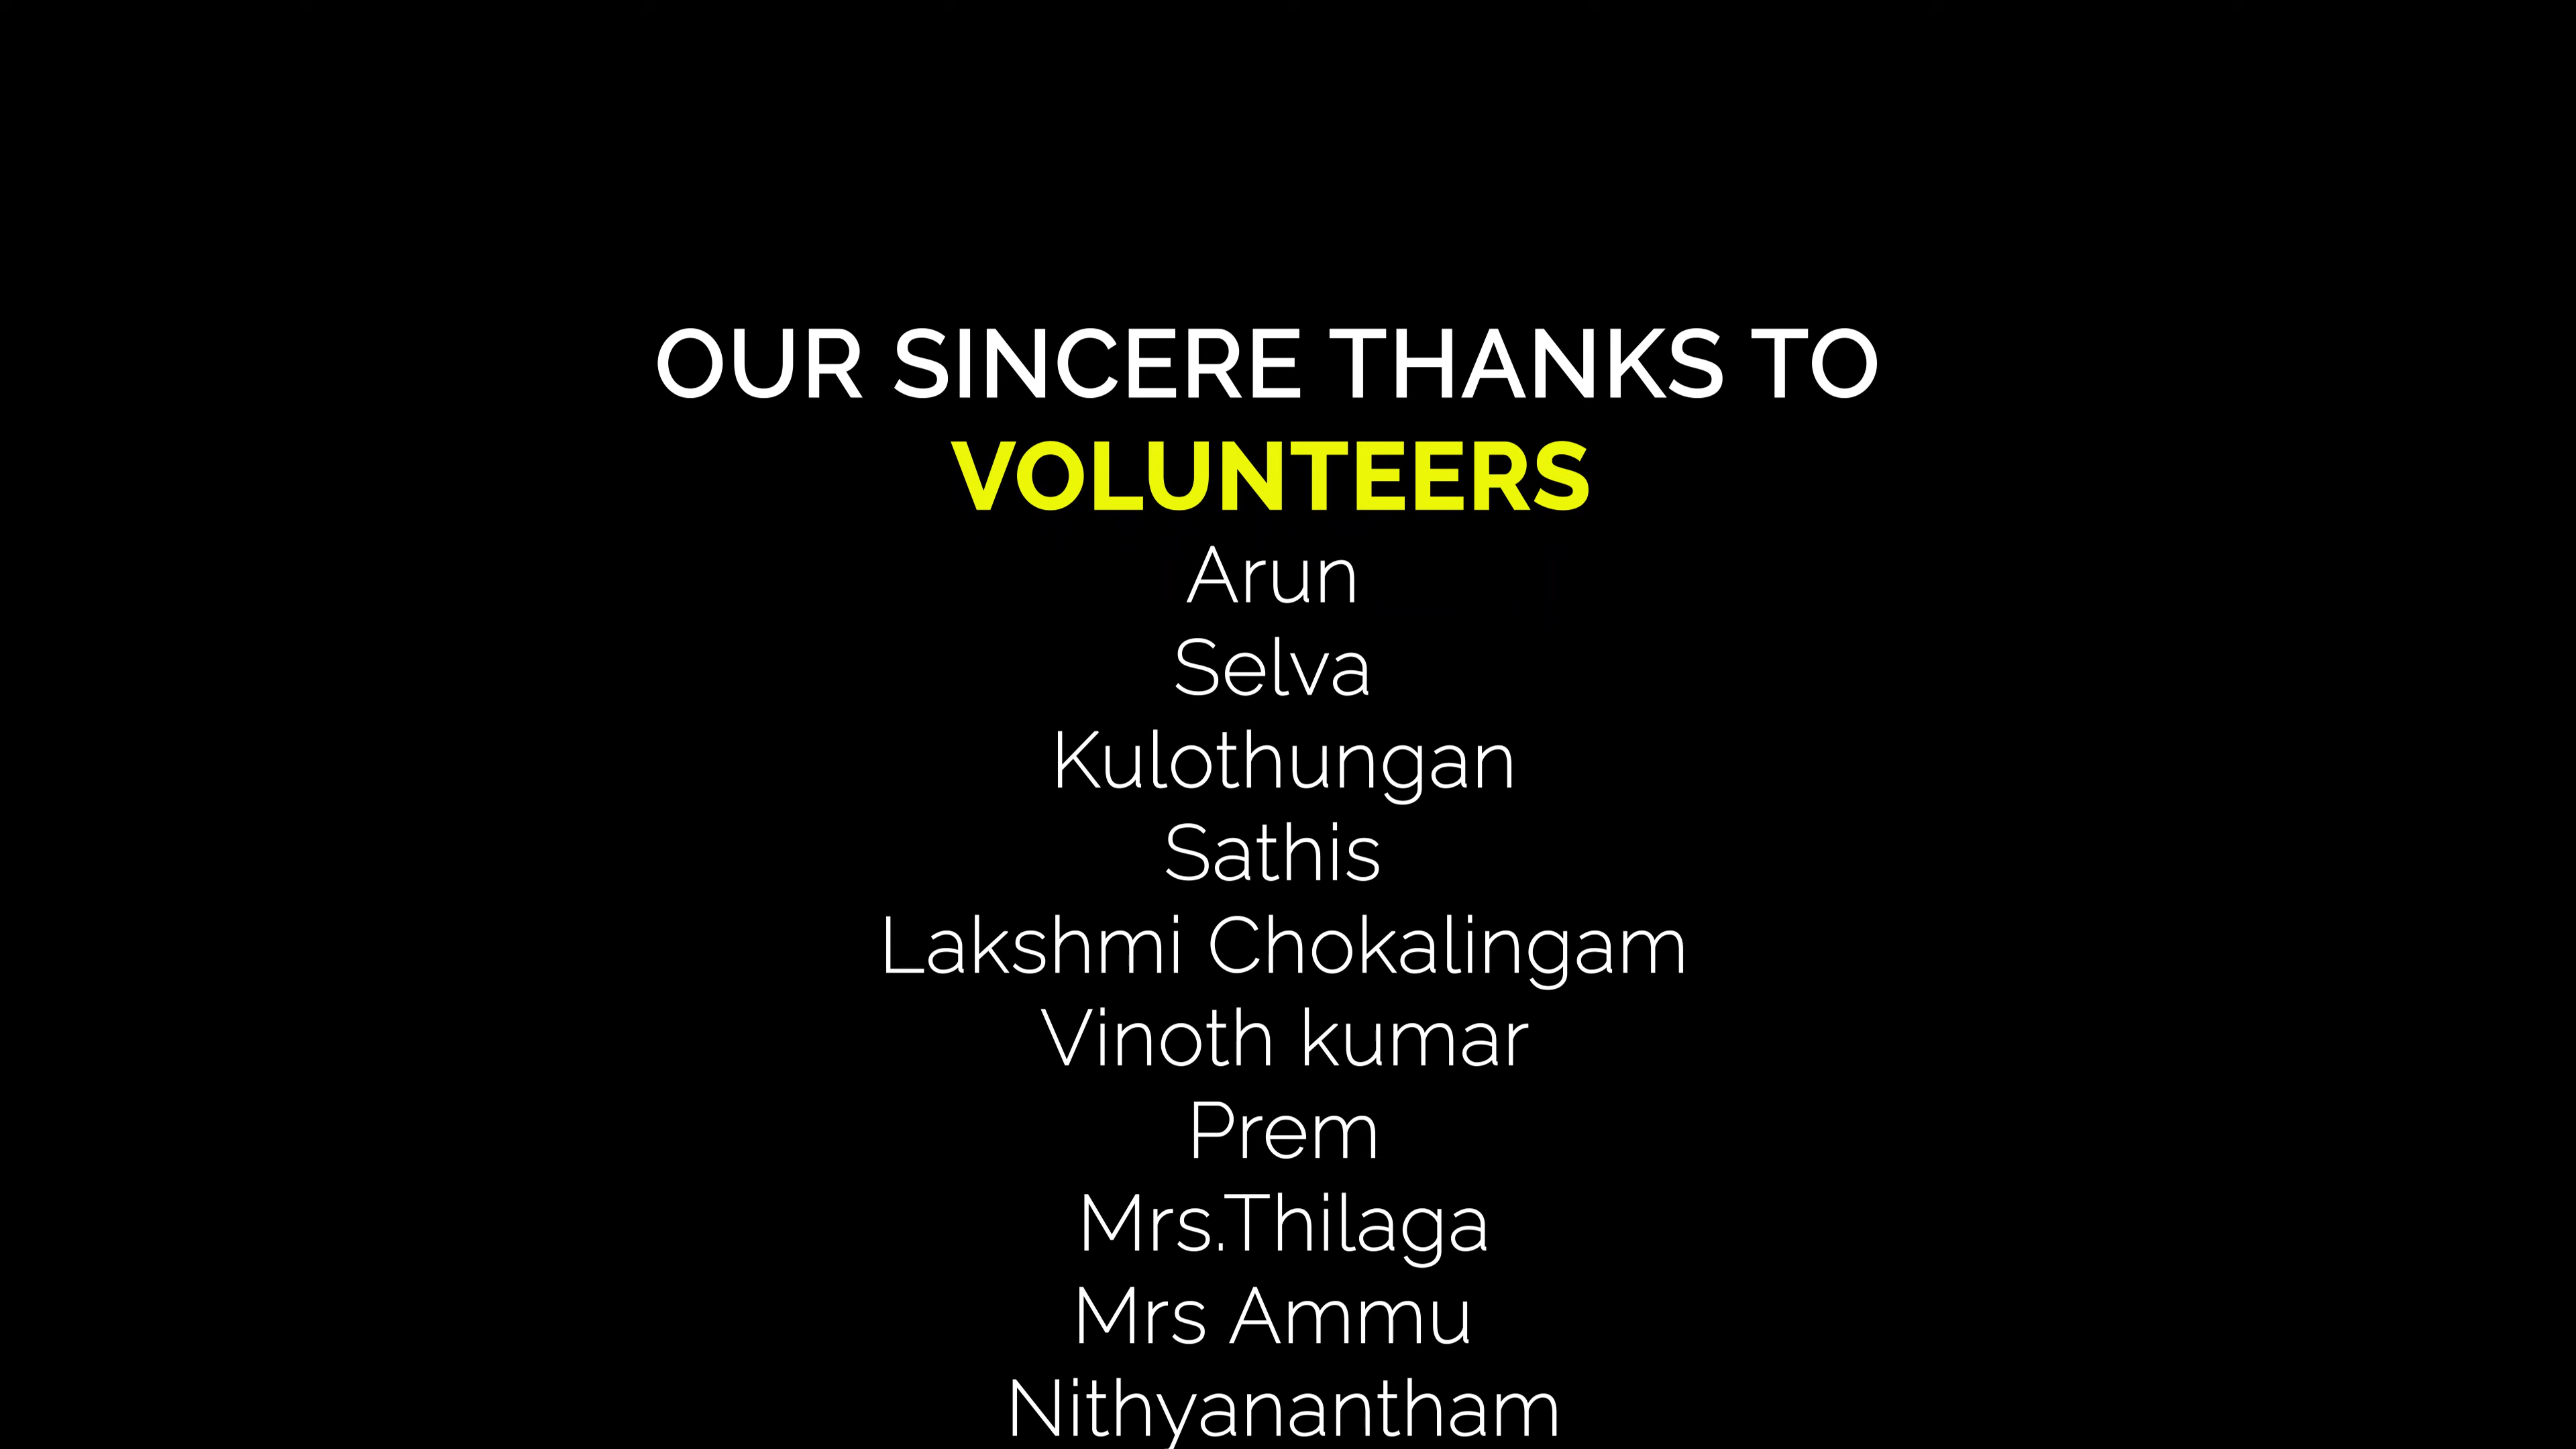 OUR SINCERE THANKS TO
VOLUNTEERS
Arun
Selva
Kulothungan
Sathis
Lakshmi Chokalingam
Vinoth kumar
Prem
Mrs.Thilaga
Mrs Ammu
Nithyanantham